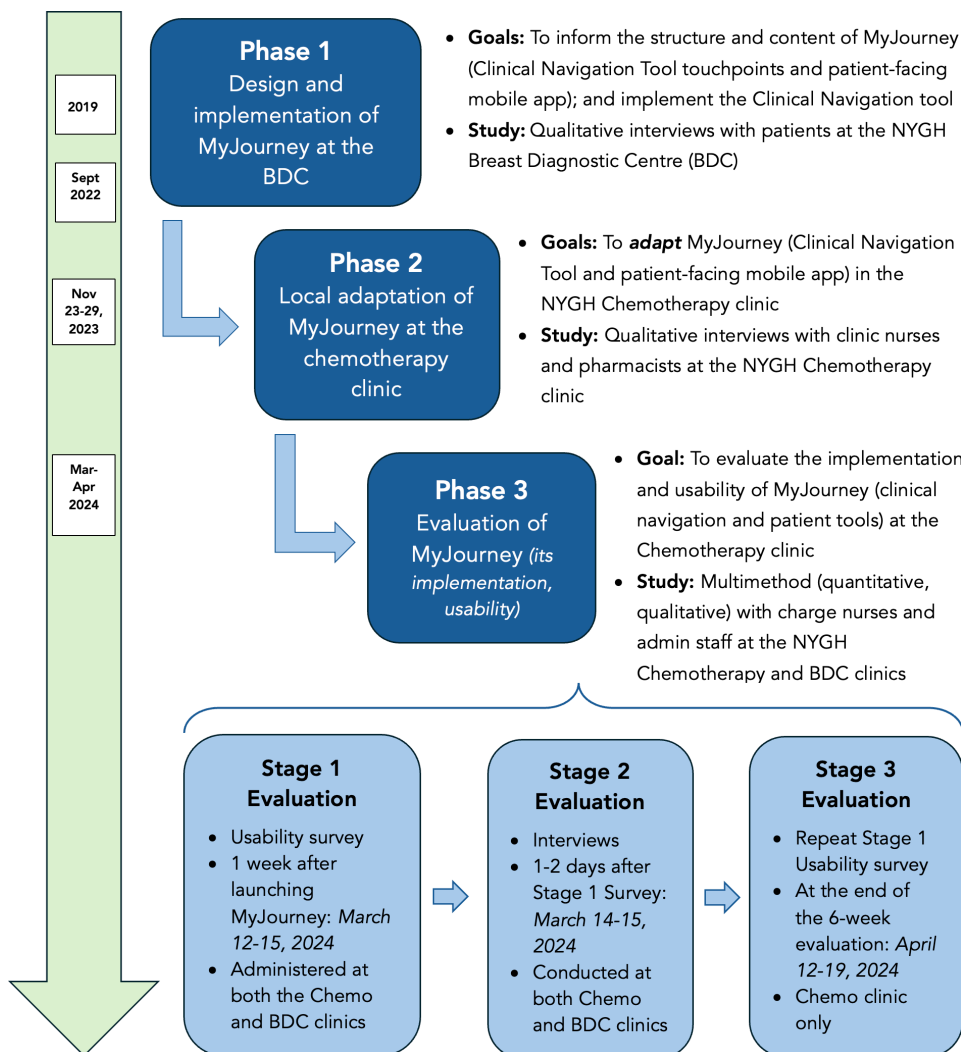 2019
Sept
2022
Nov
23-29,
2023
Mar-
Apr
2024
Phase 1
Design and
implementation of
MyJourney at the
BDC
• Goals: To inform the structure and content of MyJourney
(Clinical Navigation Tool touchpoints and patient-facing
mobile app); and implement the Clinical Navigation tool
• Study: Qualitative interviews with patients at the NYGH
Breast Diagnostic Centre (BDC)
Phase 2
Local adaptation of
MyJourney at the
chemotherapy
clinic
• Goals: To adapt MyJourney (Clinical Navigation
Tool and patient-facing mobile app) in the
NYGH Chemotherapy clinic
• Study: Qualitative interviews with clinic nurses
and pharmacists at the NYGH Chemotherapy
clinic
Phase 3
Evaluation of
MyJourney (its
implementation,
usability)
• Goal: To evaluate the implementation
and usability of MyJourney (clinical
navigation and patient tools) at the
Chemotherapy clinic
• Study: Multimethod (quantitative,
qualitative) with charge nurses and
admin staff at the NYGH
Chemotherapy and BDC clinics
Stage 1
Evaluation
• Usability survey
• 1 week after
launching
MyJourney: March
12-15, 2024
• Administered at
both the Chemo
and BDC clinics
Stage 2
Evaluation
• Interviews
• 1-2 days after
Stage 1 Survey:
March 14-15,
2024
• Conducted at
both Chemo
and BDC clinics
Stage 3
Evaluation
• Repeat Stage 1
Usability survey
• At the end of
the 6-week
evaluation: April
12-19, 2024
• Chemo clinic
only